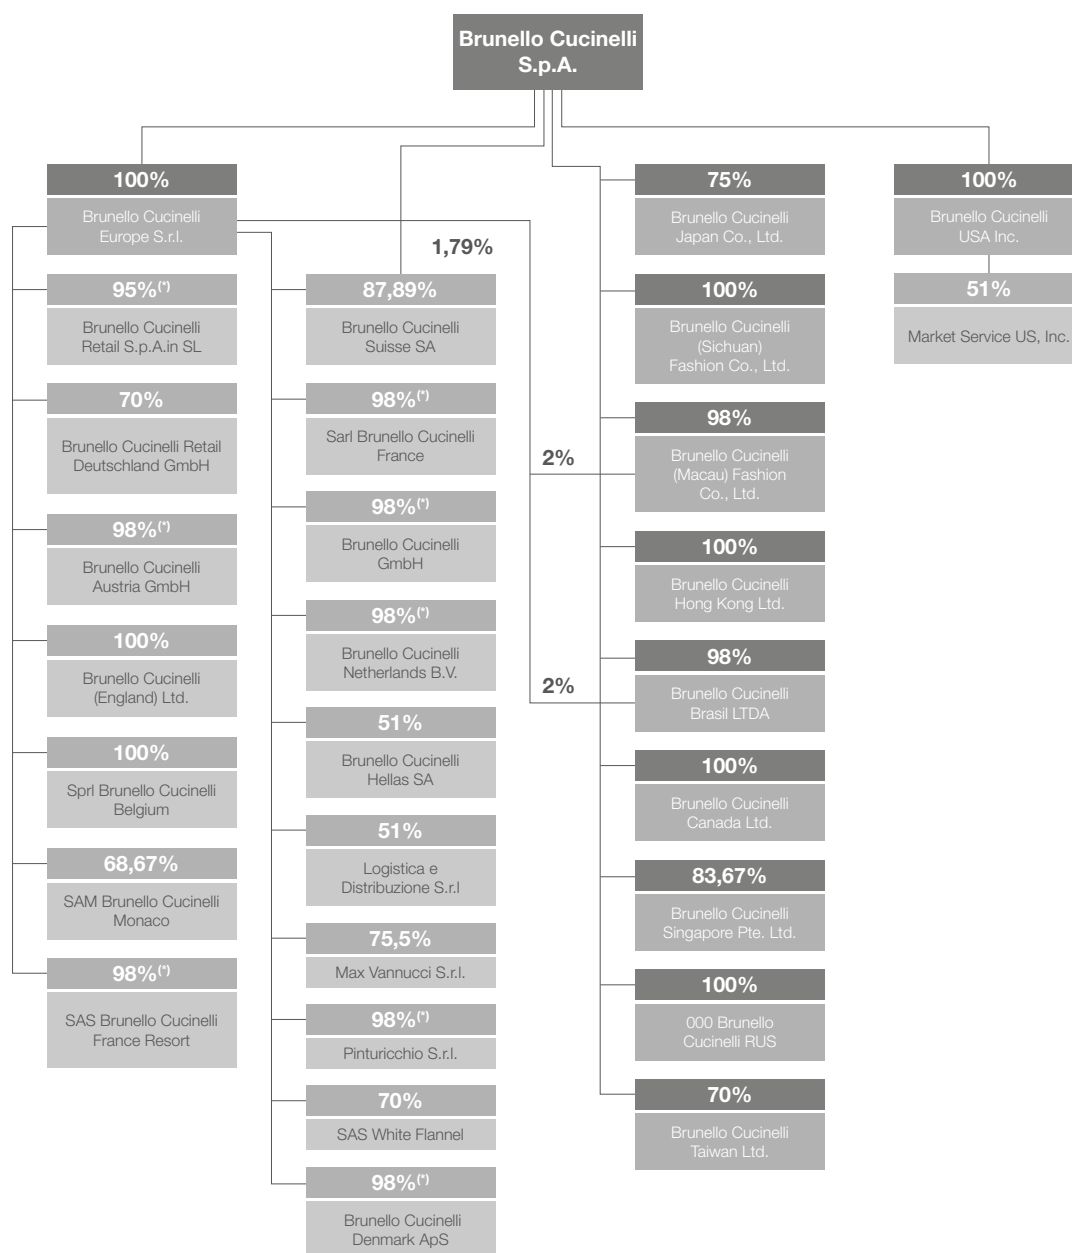 Brunello Cucinelli
S.p.A.
100%
Brunello Cucinelli
Europe S.r.l.
95%(*)
Brunello Cucinelli
Retail S.p.A.in SL
70%
Brunello Cucinelli Retail
Deutschland GmbH
98%(*)
Brunello Cucinelli
Austria GmbH
100%
Brunello Cucinelli
(England) Ltd.
100%
Sprl Brunello Cucinelli
Belgium
68,67%
SAM Brunello Cucinelli
Monaco
98%(*)
SAS Brunello Cucinelli
France Resort
1,79%
87,89%
Brunello Cucinelli
Suisse SA
98%(*)
Sarl Brunello Cucinelli
France
98%(*)
Brunello Cucinelli
GmbH
98%(*)
Brunello Cucinelli
Netherlands B.V.
51%
Brunello Cucinelli
Hellas SA
51%
Logistica e
Distribuzione S.r.l
75,5%
Max Vannucci S.r.l.
98%(*)
Pinturicchio S.r.l.
70%
SAS White Flannel
98%(*)
Brunello Cucinelli
Denmark ApS
2%
2%
75%
Brunello Cucinelli
Japan Co., Ltd.
100%
Brunello Cucinelli
(Sichuan)
Fashion Co., Ltd.
98%
Brunello Cucinelli
(Macau) Fashion
Co., Ltd.
100%
Brunello Cucinelli
Hong Kong Ltd.
98%
Brunello Cucinelli
Brasil LTDA
100%
Brunello Cucinelli
Canada Ltd.
83,67%
Brunello Cucinelli
Singapore Pte. Ltd.
100%
000 Brunello
Cucinelli RUS
70%
Brunello Cucinelli
Taiwan Ltd.
100%
Brunello Cucinelli
USA Inc.
51%
Market Service US, Inc.